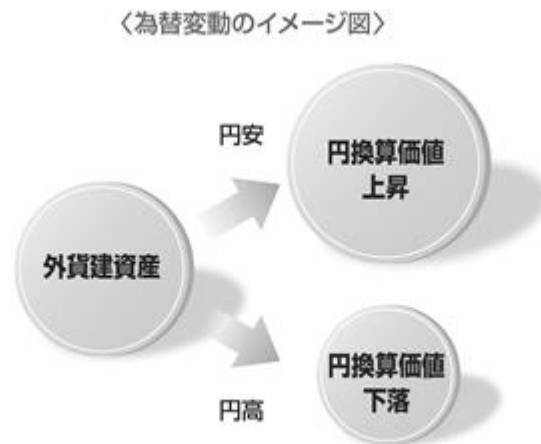 〈為替変動のイメージ図〉
円安
円換算価値
上昇
外貨建資産
円換算価値
下落
円高